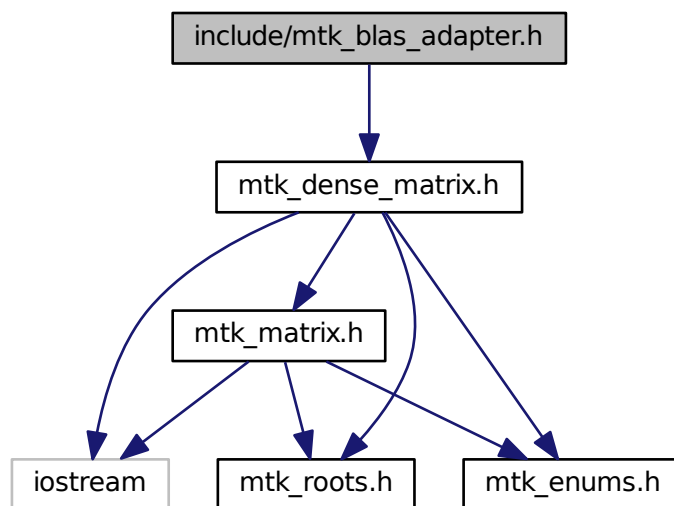 include/mtk_blas_adapter.h
mtk_dense_matrix.h
mtk_matrix.h
iostream
mtk_roots.h
mtk_enums.h